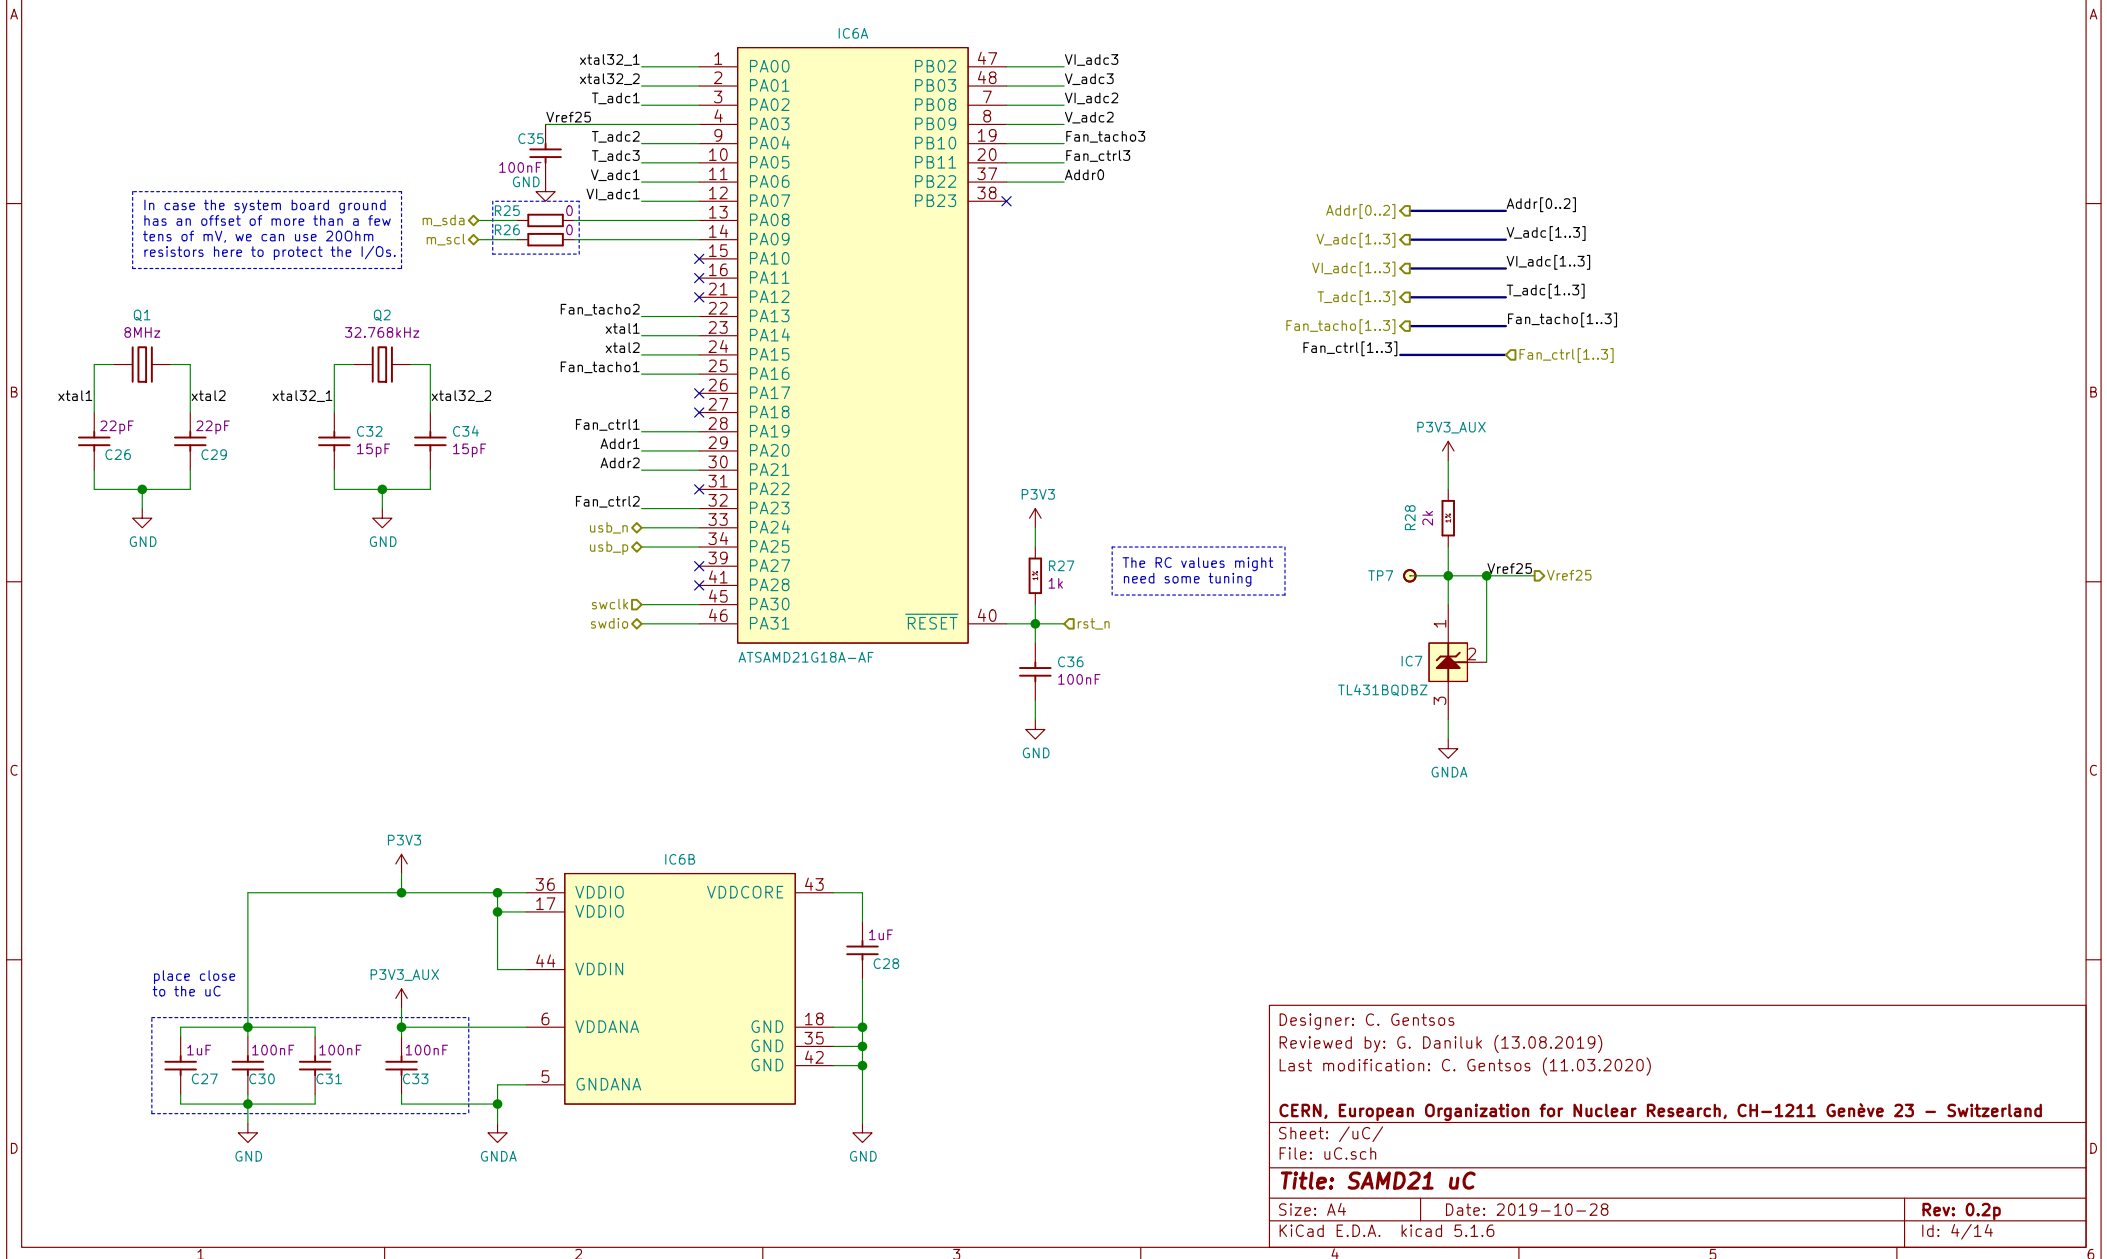 A
A
B
B
C
C
D
D
1
2
3
4
5
6
IC6A
xtal32_1 1 PA00
xtal32_2 2 PA01
T_adc1 3 PA02
Vref25 4 PA03
T_adc2 9 PA04
T_adc3 10 PA05
V_adc1 11 PA06
VI_adc1 12 PA07
m_sda R25 0 13 PA08
m_scl R26 0 14 PA09
15 PA10
16 PA11
21 PA12
Fan_tacho2 22 PA13
xtal1 23 PA14
xtal2 24 PA15
Fan_tacho1 25 PA16
26 PA17
27 PA18
Fan_ctrl1 28 PA19
Addr1 29 PA20
Addr2 30 PA21
31 PA22
Fan_ctrl2 32 PA23
usb_n 33 PA24
usb_p 34 PA25
39 PA27
41 PA28
swclk 45 PA30
swdio 46 PA31
PB02 47 VI_adc3
PB03 48 V_adc3
PB08 7 VI_adc2
PB09 8 V_adc2
PB10 19 Fan_tacho3
PB11 20 Fan_ctrl3
PB22 37 Addr0
PB23 38
RESET 40 rst_n
ATSAMD21G18A-AF
C35
100nF
GND
In case the system board ground
has an offset of more than a few
tens of mV, we can use 20Ohm
resistors here to protect the I/Os.
Q1
8MHz
xtal1 xtal2
22pF 22pF
C26 C29
GND
Q2
32.768kHz
xtal32_1 xtal32_2
C32 C34
15pF 15pF
GND
P3V3
R27
1%
1k
C36
100nF
GND
The RC values might
need some tuning
Addr[0..2] Addr[0..2]
V_adc[1..3] V_adc[1..3]
VI_adc[1..3] VI_adc[1..3]
T_adc[1..3] T_adc[1..3]
Fan_tacho[1..3] Fan_tacho[1..3]
Fan_ctrl[1..3] Fan_ctrl[1..3]
P3V3_AUX
R28
2k
1%
TP7 Vref25 Vref25
1
IC7 2
TL431BQDBZ
3
GNDA
P3V3
IC6B
36 VDDIO
17 VDDIO
44 VDDIN
6 VDDANA
5 GNDANA
VDDCORE 43
GND 18
GND 35
GND 42
1uF
C28
GND
place close
to the uC
P3V3_AUX
1uF 100nF 100nF 100nF
C27 C30 C31 C33
GND GNDA
Designer: C. Gentsos
Reviewed by: G. Daniluk (13.08.2019)
Last modification: C. Gentsos (11.03.2020)
CERN, European Organization for Nuclear Research, CH-1211 Genève 23 - Switzerland
Sheet: /uC/
File: uC.sch
Title: SAMD21 uC
Size: A4 Date: 2019-10-28 Rev: 0.2p
KiCad E.D.A. kicad 5.1.6 Id: 4/14